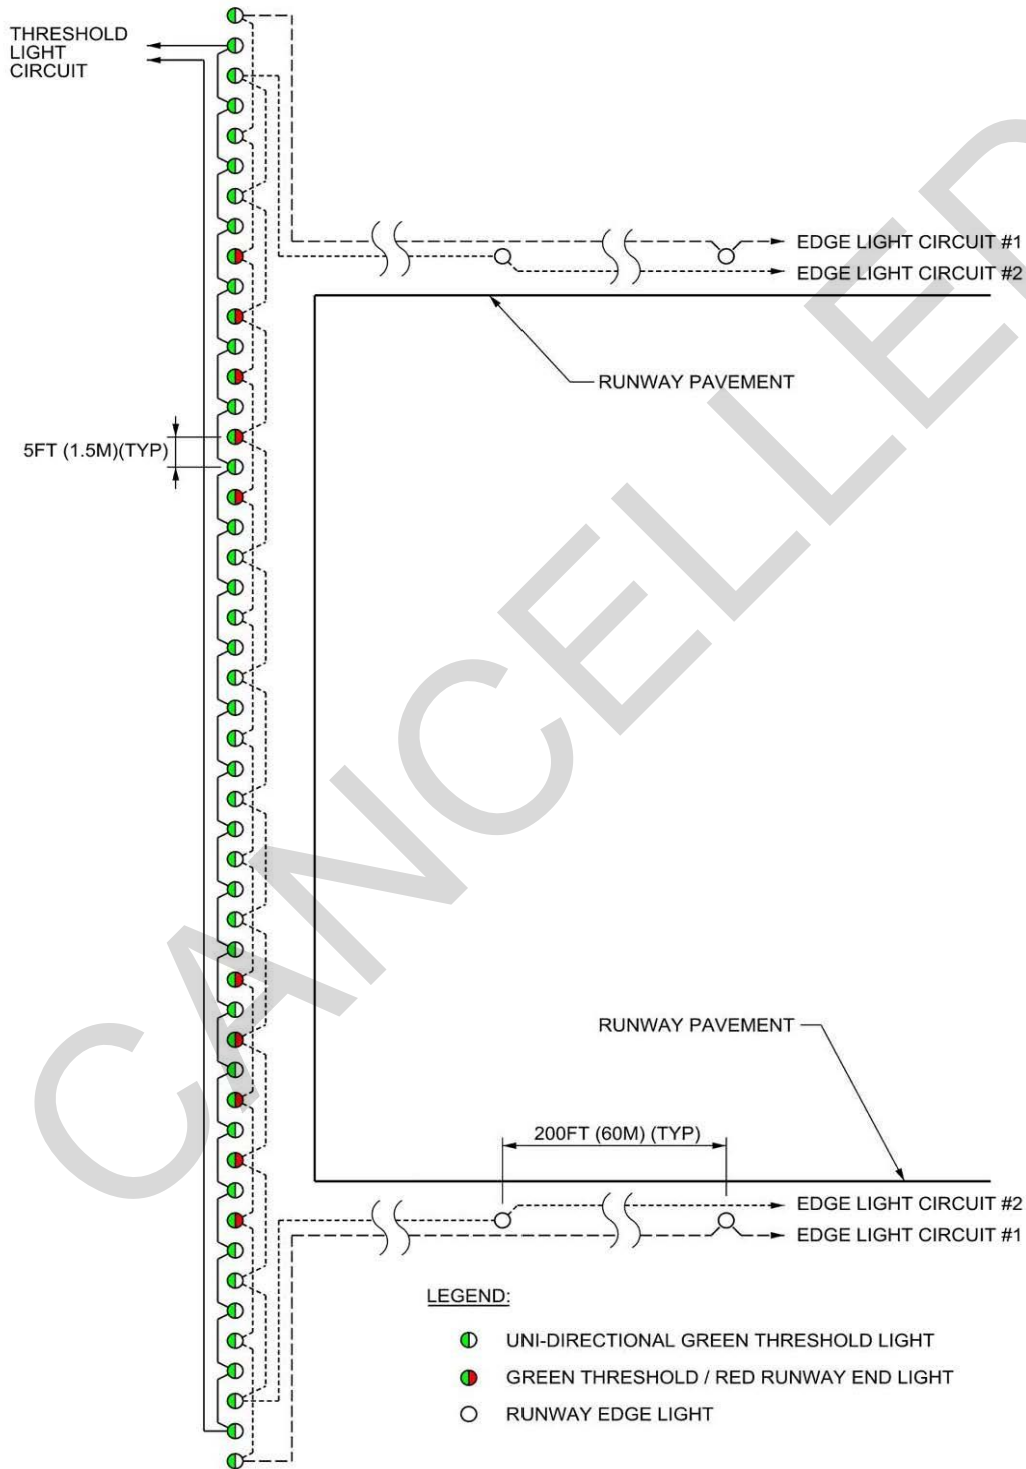 THRESHOLD
LIGHT
CIRCUIT
EDGE LIGHT CIRCUIT #1
EDGE LIGHT CIRCUIT #2
RUNWAY PAVEMENT
5FT (1.5M)(TYP)
CANCELLED
RUNWAY PAVEMENT
200FT (60M) (TYP)
EDGE LIGHT CIRCUIT #2
EDGE LIGHT CIRCUIT #1
LEGEND:
UNI-DIRECTIONAL GREEN THRESHOLD LIGHT
GREEN THRESHOLD / RED RUNWAY END LIGHT
RUNWAY EDGE LIGHT